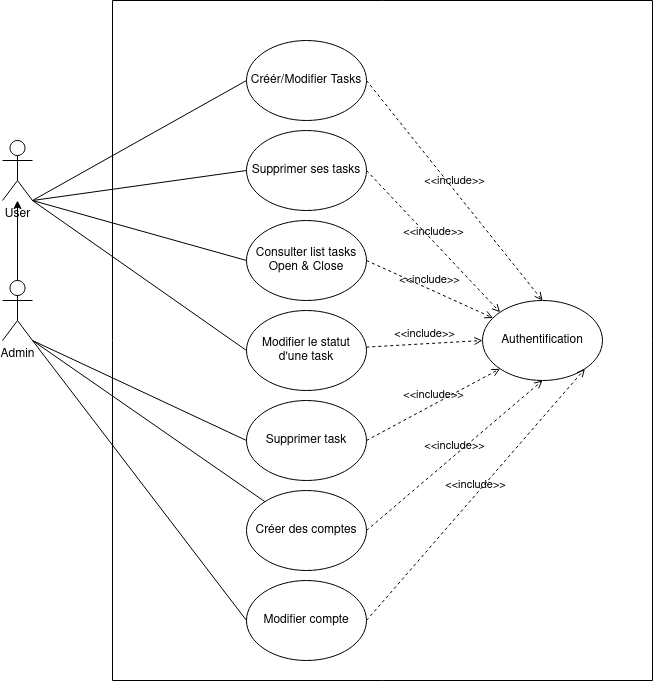 Créér/Modifier Tasks
<<include>>
Supprimer ses tasks
User
<<include>>
Consulter list tasks
Open & Close
<<include>>
Modifier le statut
d'une task
<<include>>
Authentification
Admin
<<include>>
Supprimer task
<<include>>
Créer des comptes
<<include>>
Modifier compte